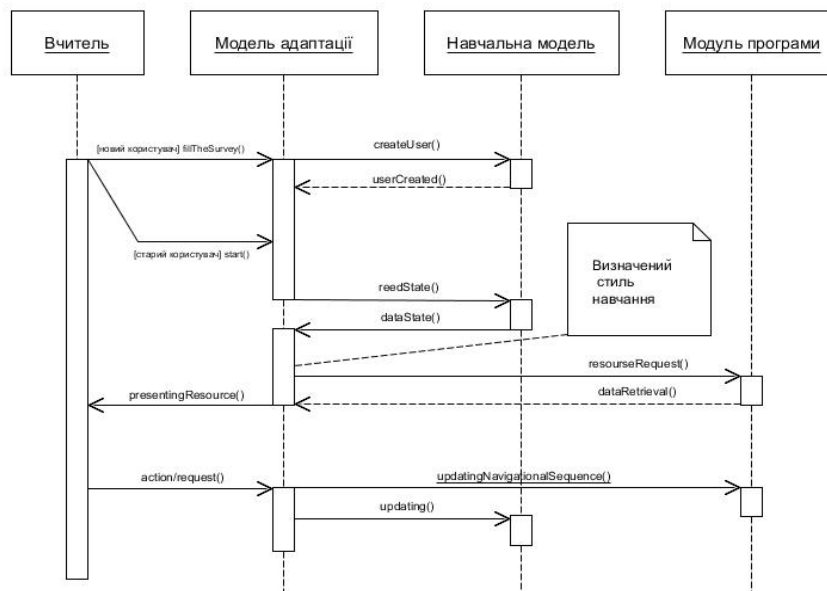 Вчитель
Модель адаптації
Навчальна модель
Модуль програми
[новий користувач] fillTheSurvey()
createUser()
userCreated()
[старий користувач] start()
Визначений
стиль
навчання
reedState()
dataState()
resourseRequest()
presentingResource()
dataRetrieval()
action/request()
updatingNavigationalSequence()
updating()